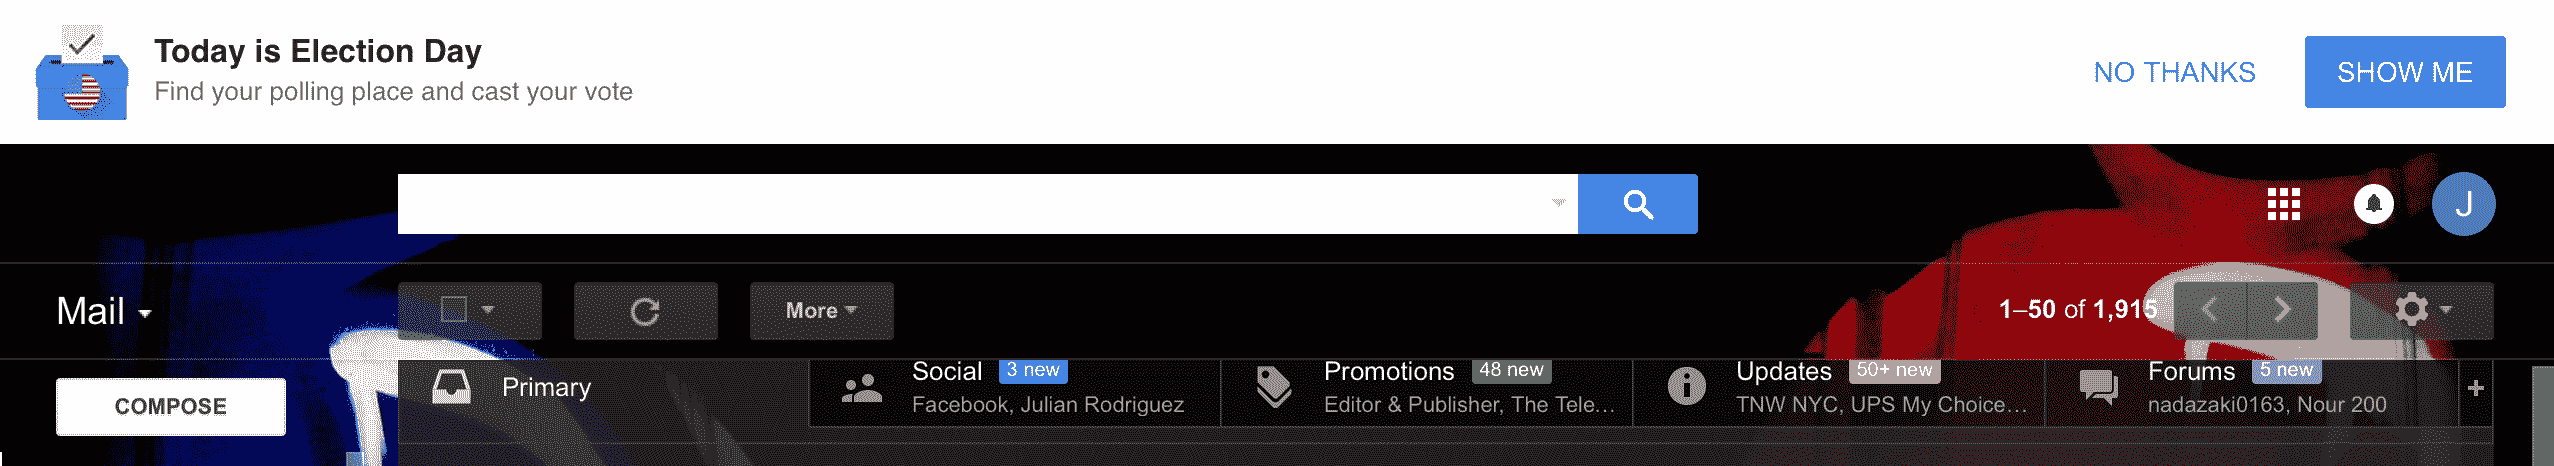 Today is Election Day
Find your polling place and cast your vote
NO THANKS
SHOW ME
J
Mail
More
1–50 of 1,915
COMPOSE
Primary
Social 3 new
Facebook, Julian Rodriguez
Promotions 48 new
Editor & Publisher, The Tele…
Updates 50+ new
TNW NYC, UPS My Choice…
Forums 5 new
nadazaki0163, Nour 200
+